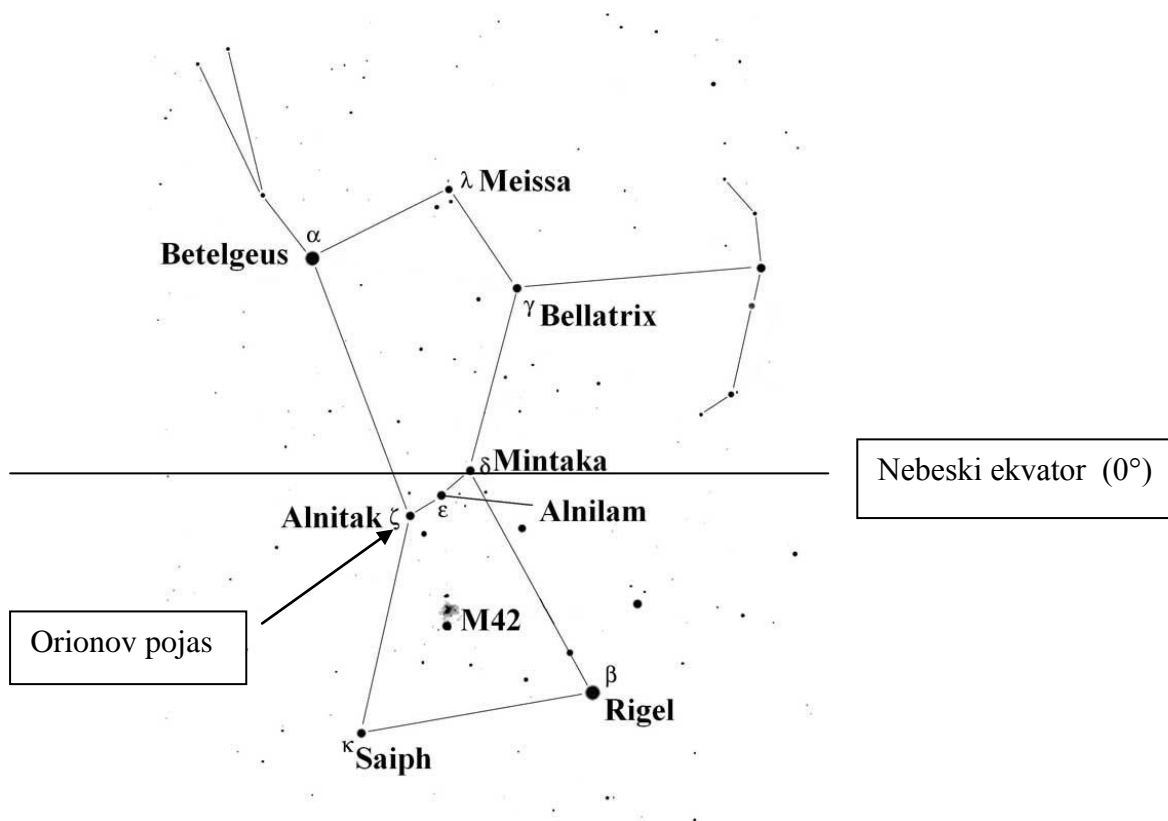 λ Meissa
α
Betelgeus
γ Bellatrix
δ Mintaka
Nebeski ekvator (0°)
Alnitak ζ
ε
Alnilam
M42
Orionov pojas
β
Rigel
κ Saiph